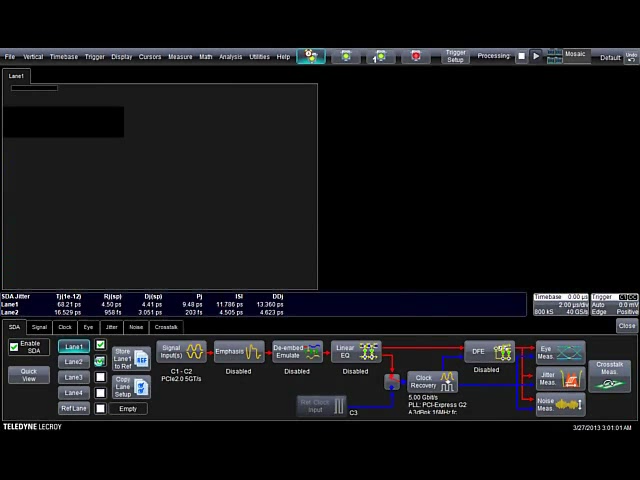 File Vertical Timebase Trigger Display Cursors Measure Math Analysis Utilities Help Trigger Setup Processing: Mosaic Default: Undo
Lane1
SDA Jitter Tj(1e-12) Rj(sp) Dj(sp) Pj ISI DDj
Lane1 68.21 ps 4.50 ps 4.41 ps 9.48 ps 11.786 ps 13.360 ps
Lane2 16.529 ps 958 fs 3.051 ps 203 fs 4.505 ps 4.623 ps
Timebase 0.00 µs
2.00 µs/div
800 kS 40 GS/s
Trigger C1 DC
Auto 0.0 mV
Edge Positive
SDA Signal Clock Eye Jitter Noise Crosstalk Close
Enable SDA
Quick View
Lane1
Lane2
Lane3
Lane4
Ref Lane
Store Lane1 to Ref
Copy Lane Setup
Empty
Signal Input(s)
C1 - C2
PCIe2.0 5GT/s
Emphasis
Disabled
De-embed Emulate
Disabled
Linear EQ
Disabled
Ref Clock Input
C3
Clock Recovery
5.00 Gbit/s
PLL: PCI-Express G2
DFE
Disabled
Eye Meas.
Jitter Meas.
Noise Meas.
Crosstalk Meas.
TELEDYNE LECROY
3/27/2013 3:01:01 AM